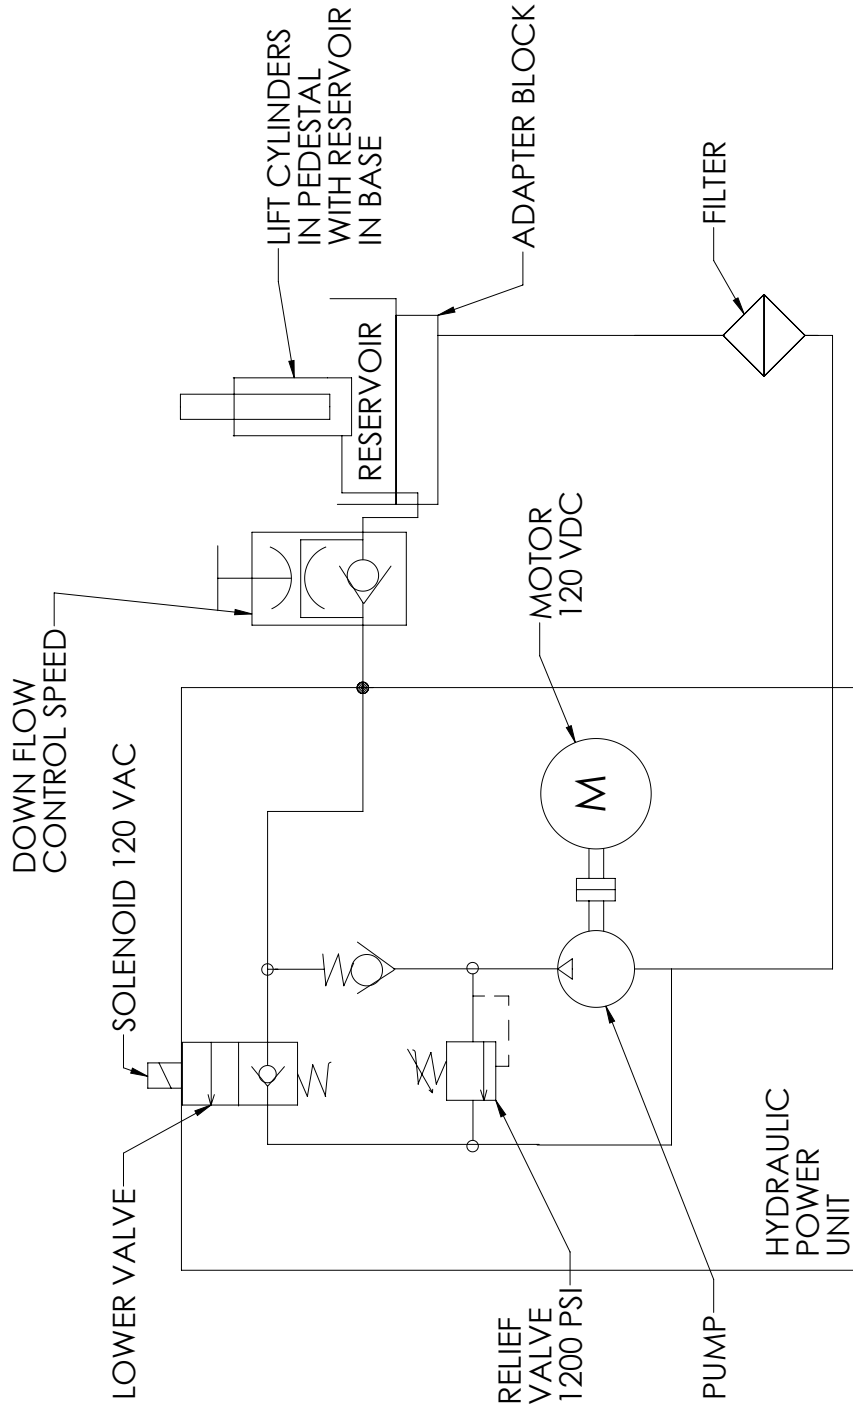 LOWER VALVE
SOLENOID 120 VAC
DOWN FLOW
CONTROL SPEED
LIFT CYLINDERS
IN PEDESTAL
WITH RESERVOIR
IN BASE
RESERVOIR
ADAPTER BLOCK
RELIEF
VALVE
1200 PSI
MOTOR
120 VDC
M
FILTER
PUMP
HYDRAULIC
POWER
UNIT